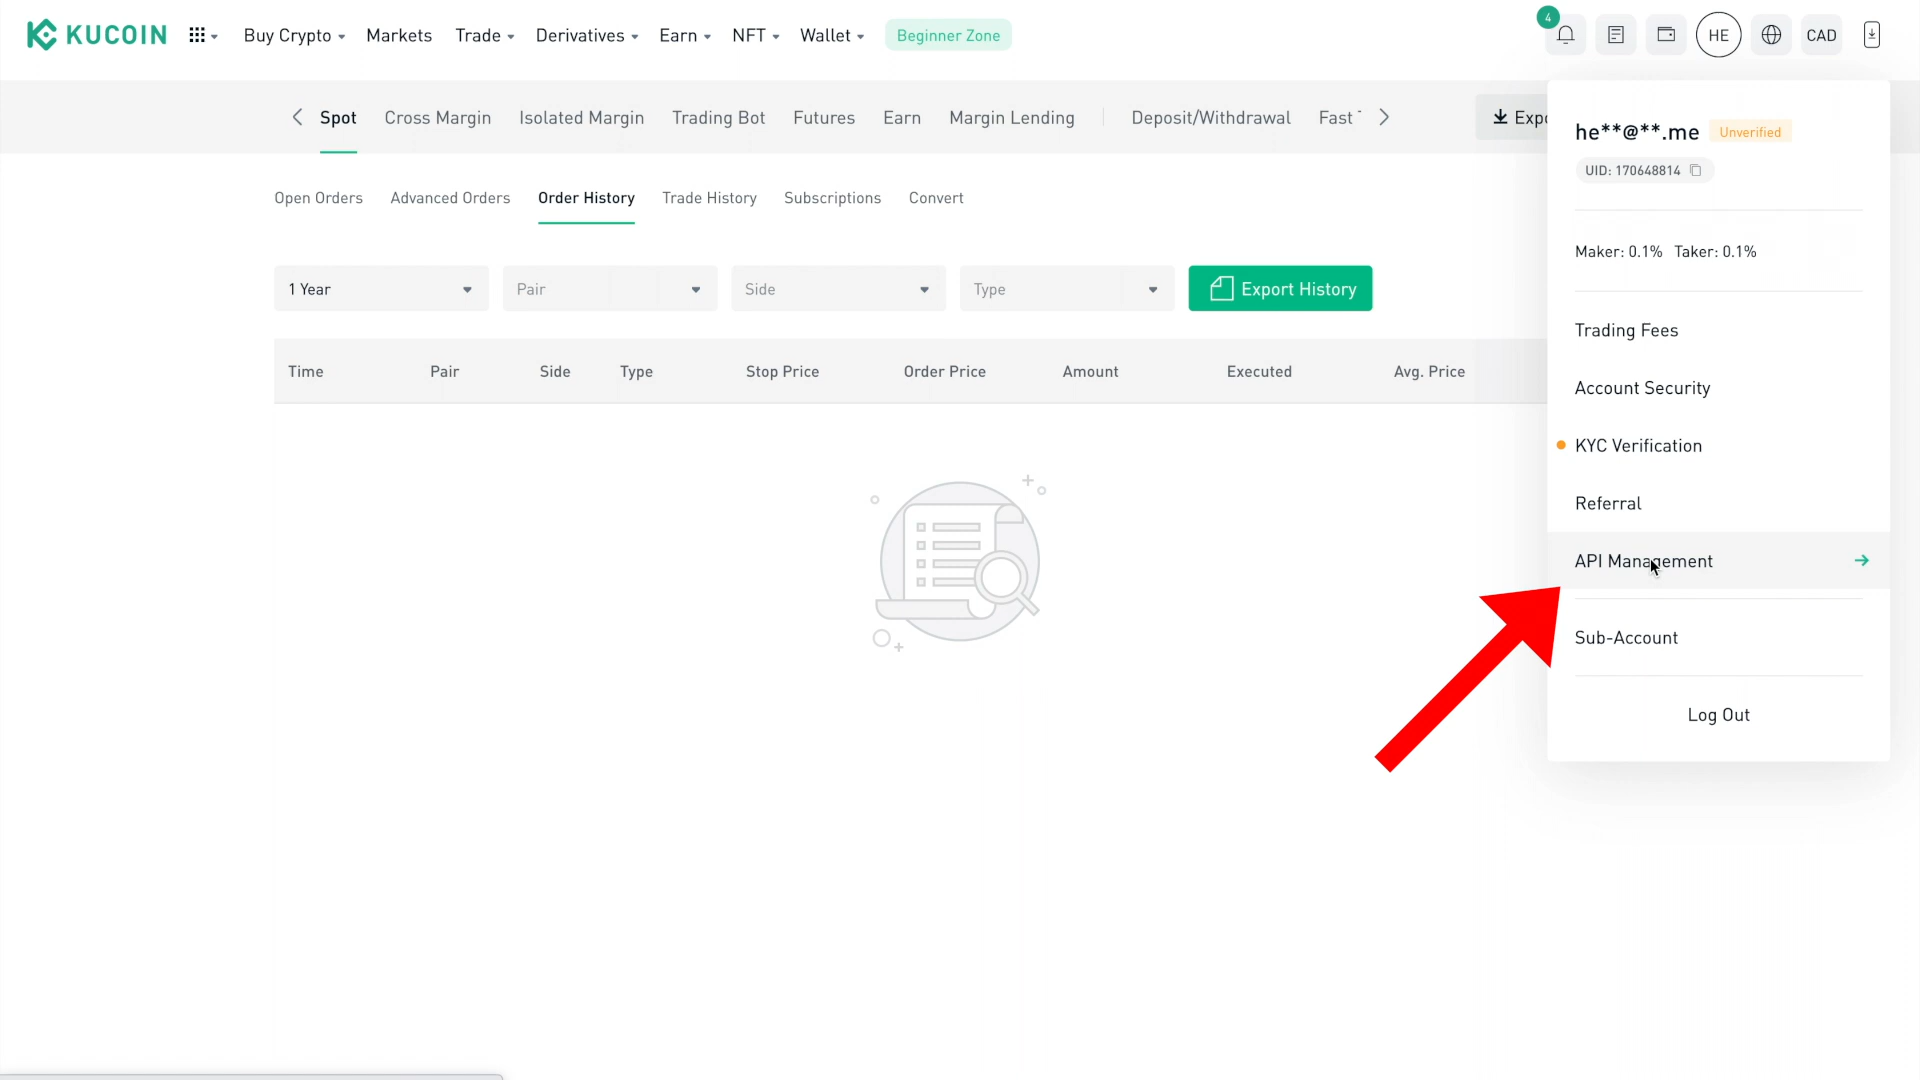 KUCOIN Buy Crypto Markets Trade Derivatives Earn NFT Wallet Beginner Zone 4 HE CAD
Spot Cross Margin Isolated Margin Trading Bot Futures Earn Margin Lending Deposit/Withdrawal Fast Expo
he**@**.me Unverified
UID: 170648814
Open Orders Advanced Orders Order History Trade History Subscriptions Convert
Maker: 0.1% Taker: 0.1%
1 Year Pair Side Type Export History
Time Pair Side Type Stop Price Order Price Amount Executed Avg. Price
Trading Fees
Account Security
KYC Verification
Referral
API Management
Sub-Account
Log Out